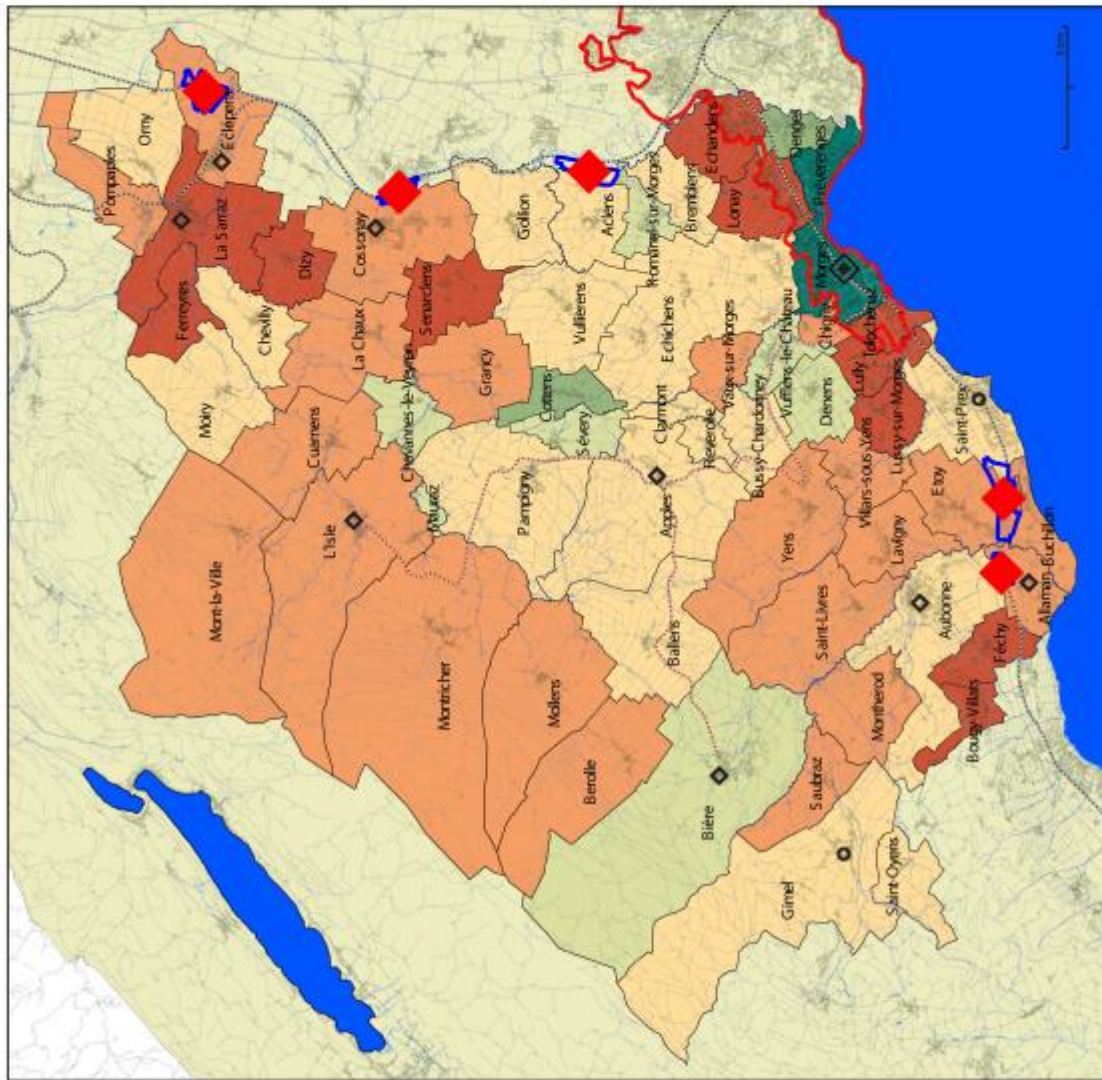 Pompaples
Orny
Eclépens
La Sarraz
Ferreyres
Dizy
Chevilly
Moiry
Cossonay
La Chaux
Cuarnens
Mont-la-Ville
L'Isle
Chavannes-le-Veyron
Senarclens
Grancy
Mauraz
Gollion
Vullierens
Cottens
Sévery
Pampigny
Montricher
Mollens
Berolle
Ballens
Bière
Aclens
Romanel-sur-Morges
Bremblens
Echichens
Clarmont
Reverolle
Apples
Vaux-sur-Morges
Bussy-Chardonney
Echandens
Lonay
Denges
Préverenges
Morges
Vufflens-le-Château
Chigny
Tolochenaz
Denens
Lully
Lussy-sur-Morges
Villars-sous-Yens
Yens
Saint-Prex
Etoy
Lavigny
Saint-Livres
Aubonne
Allaman-Buchillon
Féchy
Bougy-Villars
Montherod
Saubraz
Gimel
Saint-Oyens